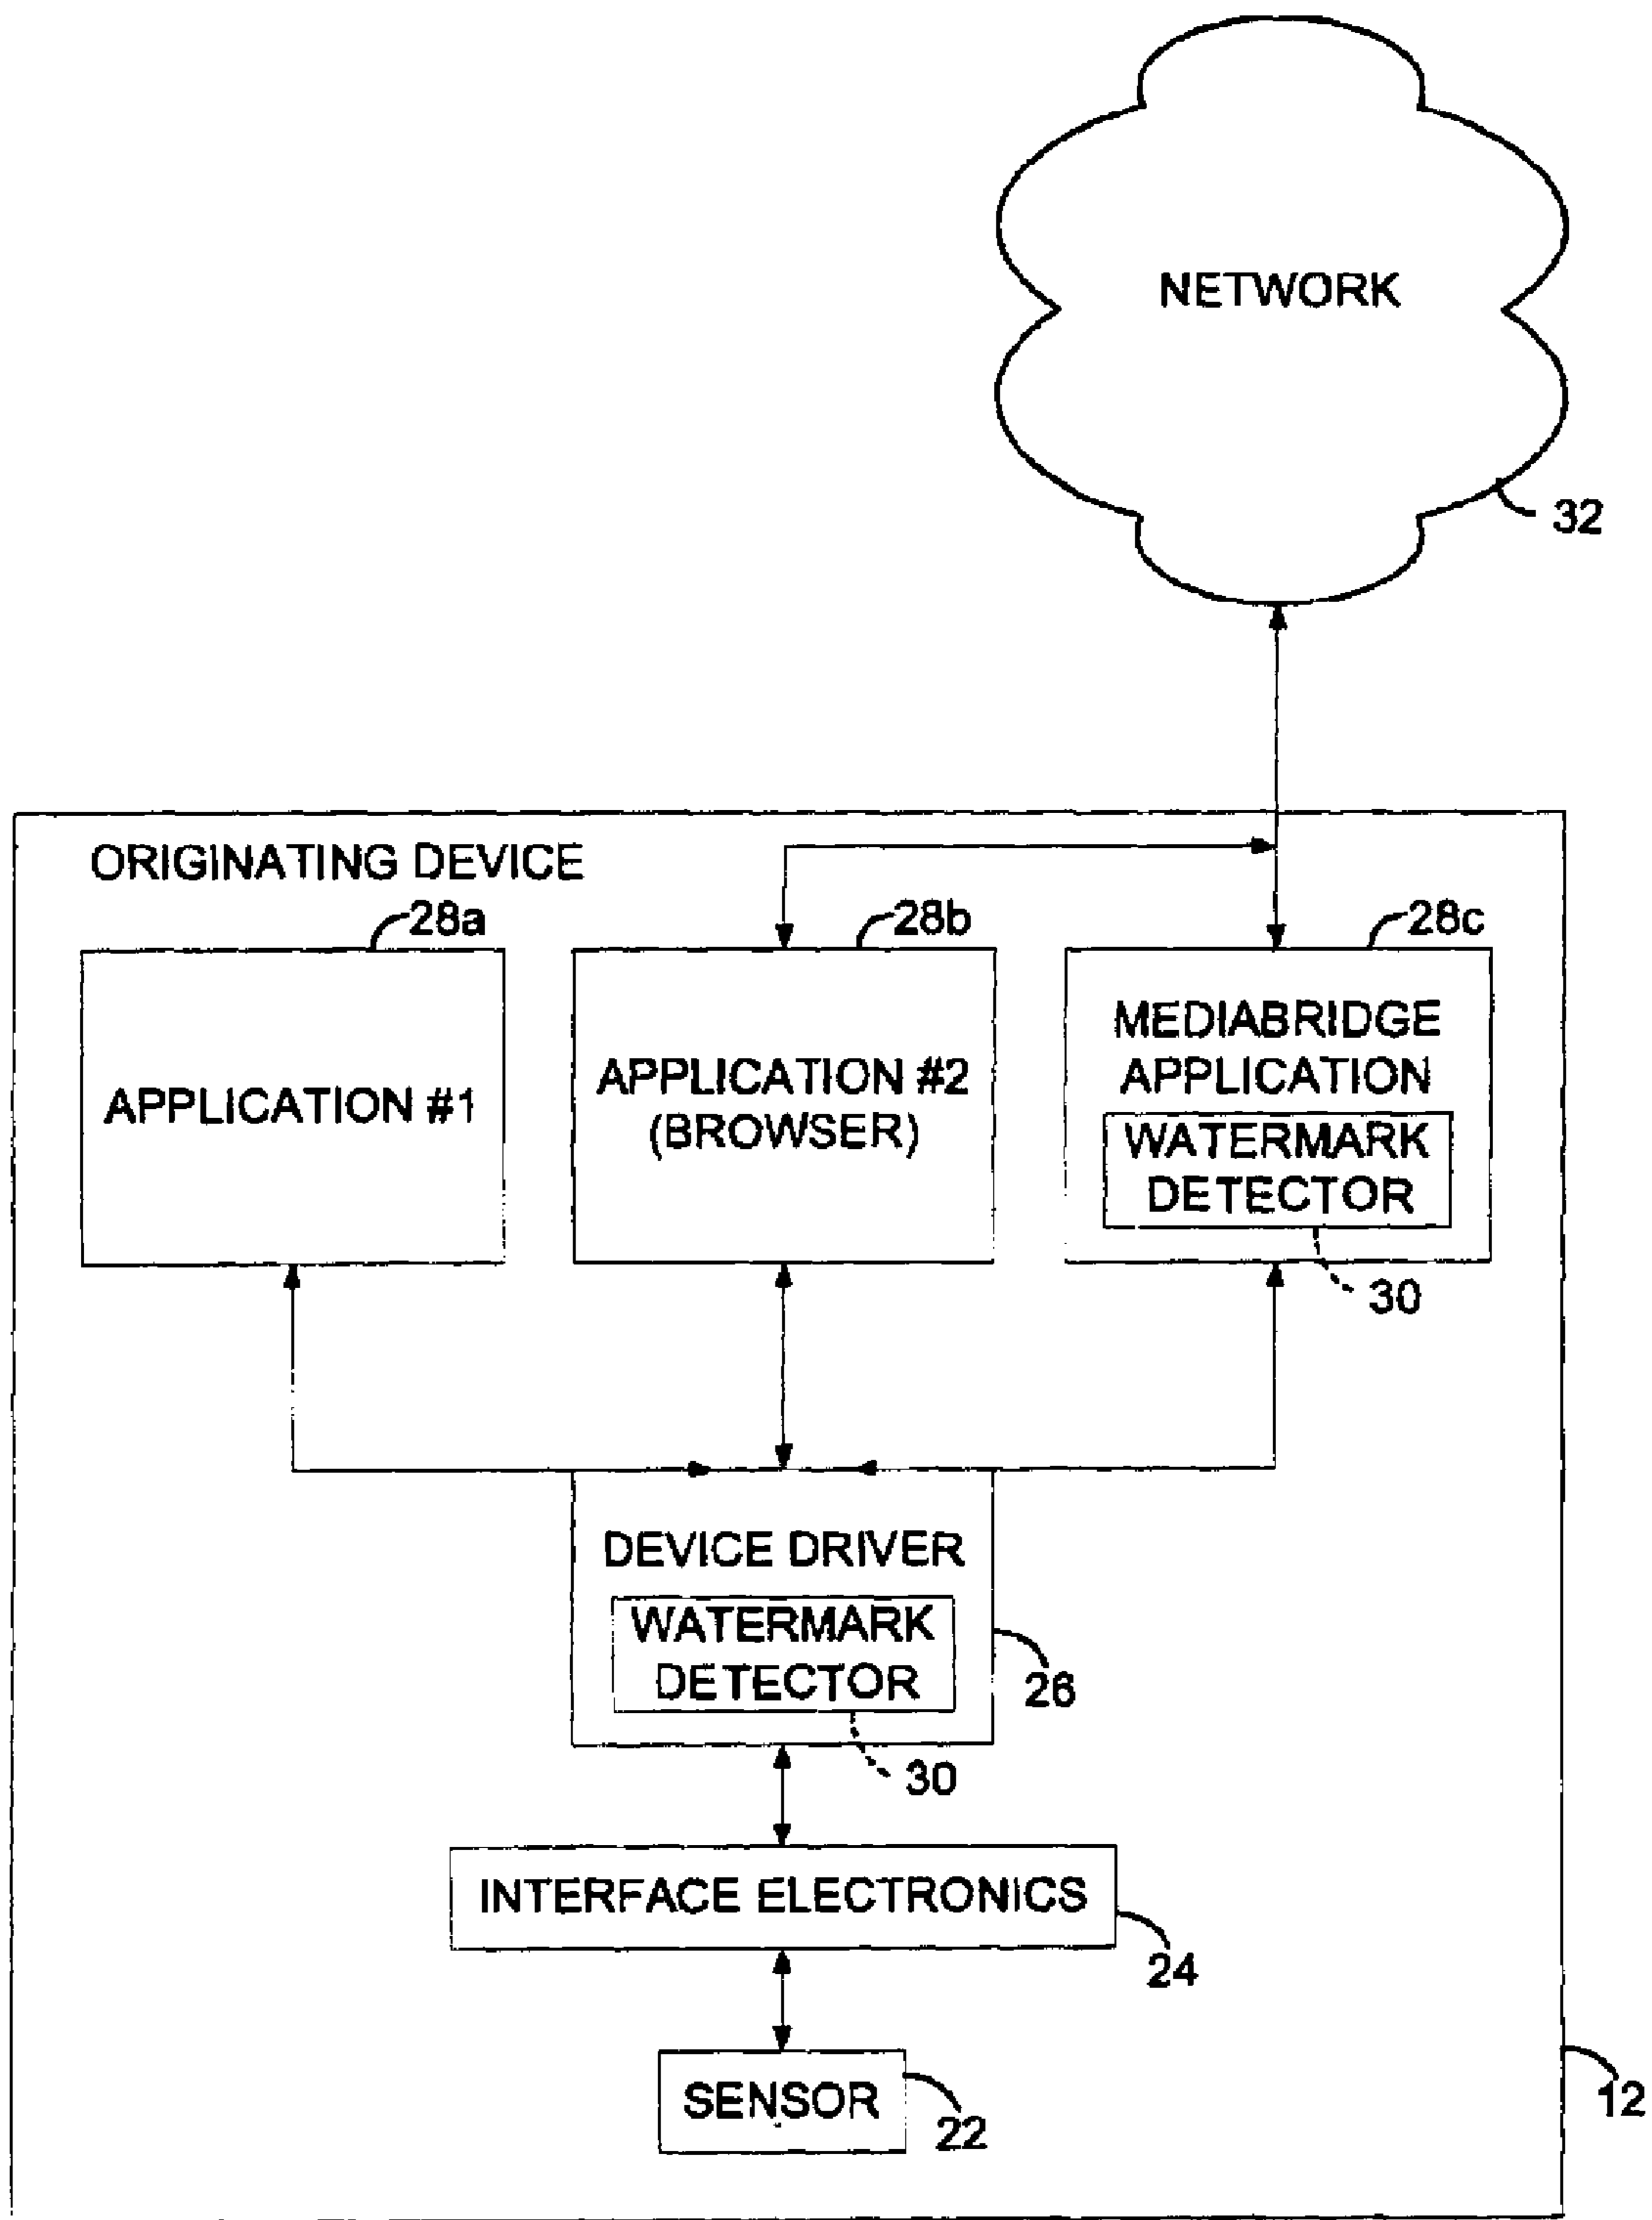 NETWORK
32
ORIGINATING DEVICE
28a
28b
28c
APPLICATION #1
APPLICATION #2
(BROWSER)
MEDIABRIDGE
APPLICATION
WATERMARK
DETECTOR
30
DEVICE DRIVER
WATERMARK
DETECTOR
26
30
INTERFACE ELECTRONICS
24
SENSOR
22
12